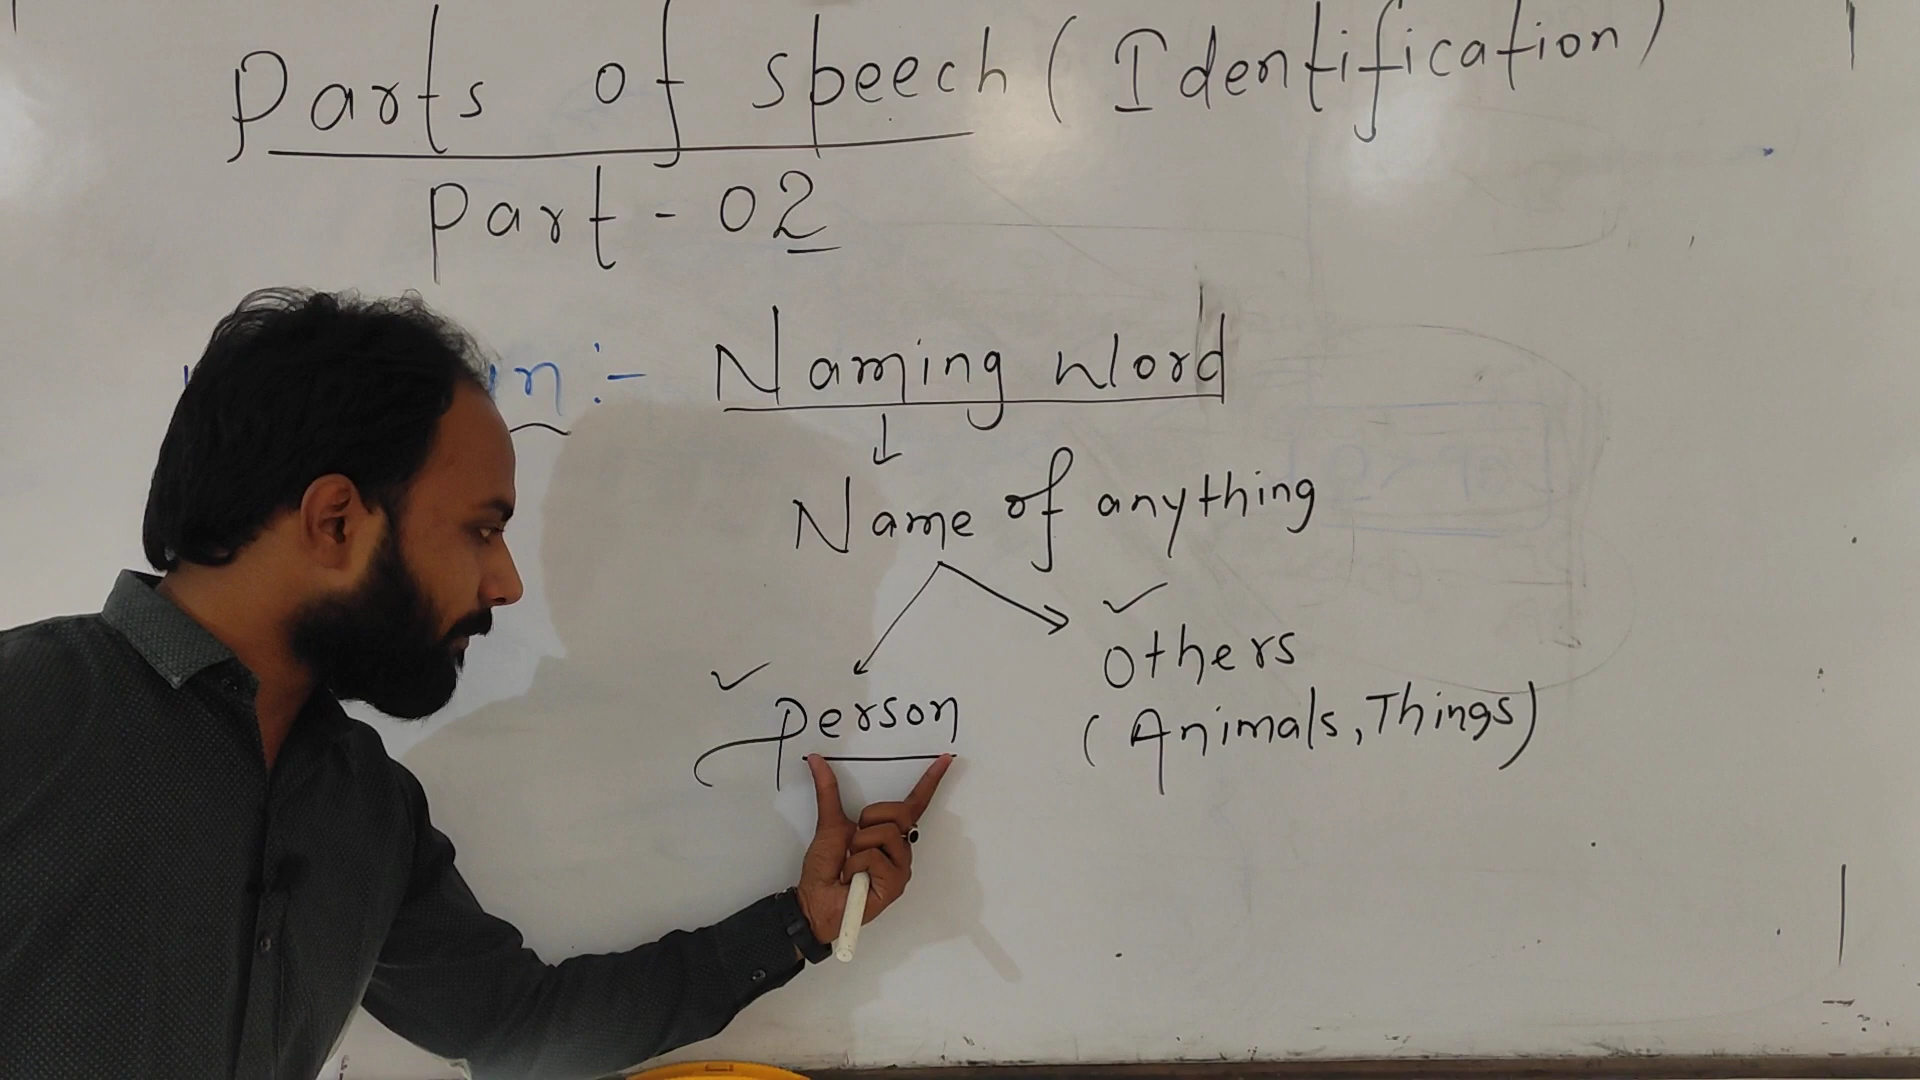 Parts of speech (Identification)
Part-02
:- Naming Word
Name of anything
Others
Person
(Animals, Things)